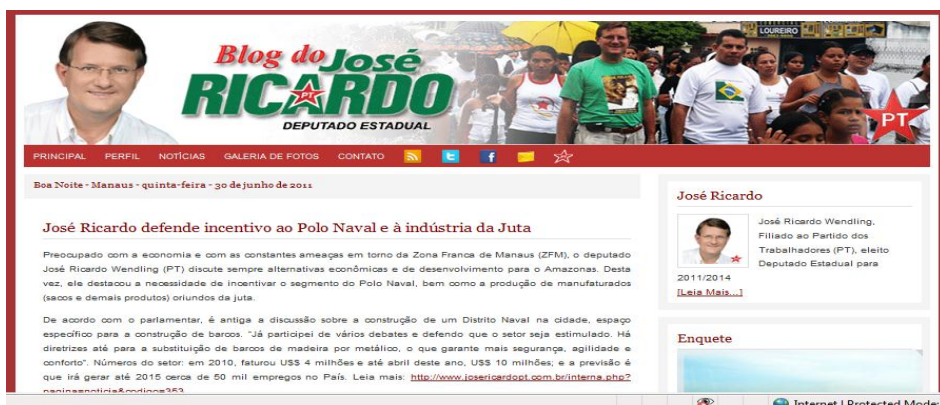 LOUREIRO
Blog do José
RICARDO
PT
DEPUTADO ESTADUAL
PT
PRINCIPAL PERFIL NOTÍCIAS GALERIA DE FOTOS CONTATO
Boa Noite - Manaus - quinta-feira - 30 de junho de 2011
José Ricardo defende incentivo ao Polo Naval e à indústria da Juta
Preocupado com a economia e com as constantes ameaças em torno da Zona Franca de Manaus (ZFM), o deputado
José Ricardo Wendling (PT) discute sempre alternativas econômicas e de desenvolvimento para o Amazonas. Desta
vez, ele destacou a necessidade de incentivar o segmento do Polo Naval, bem como a produção de manufaturados
(sacos e demais produtos) oriundos da juta.
De acordo com o parlamentar, é antiga a discussão sobre a construção de um Distrito Naval na cidade, espaço
específico para a construção de barcos. "Já participei de vários debates e defendo que o setor seja estimulado. Há
diretrizes até para a substituição de barcos de madeira por metálico, o que garante mais segurança, agilidade e
conforto". Números do setor: em 2010, faturou US$ 4 milhões e até abril deste ano, US$ 10 milhões; e a previsão é
que irá gerar até 2015 cerca de 50 mil empregos no País. Leia mais: http://www.josericardopt.com.br/interna.php?
pagina=noticia&codigo=353
José Ricardo
José Ricardo Wendling,
Filiado ao Partido dos
Trabalhadores (PT), eleito
Deputado Estadual para
2011/2014
[Leia Mais...]
Enquete
Internet | Protected Mode: